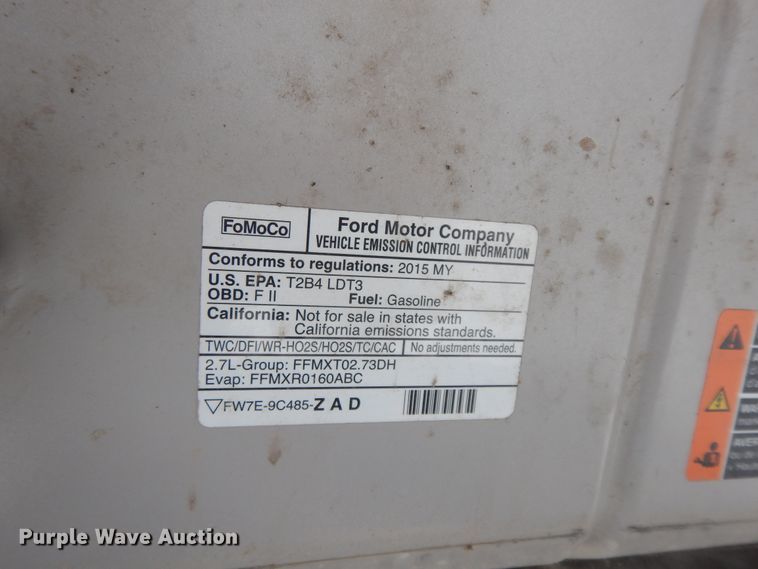 FoMoCo
Ford Motor Company
VEHICLE EMISSION CONTROL INFORMATION
Conforms to regulations: 2015 MY
U.S. EPA: T2B4 LDT3
OBD: F II Fuel: Gasoline
California: Not for sale in states with
California emissions standards.
TWC/DFI/WR-HO2S/HO2S/TC/CAC No adjustments needed.
2.7L-Group: FFMXT02.73DH
Evap: FFMXR0160ABC
FW7E-9C485-ZAD
Purple Wave Auction